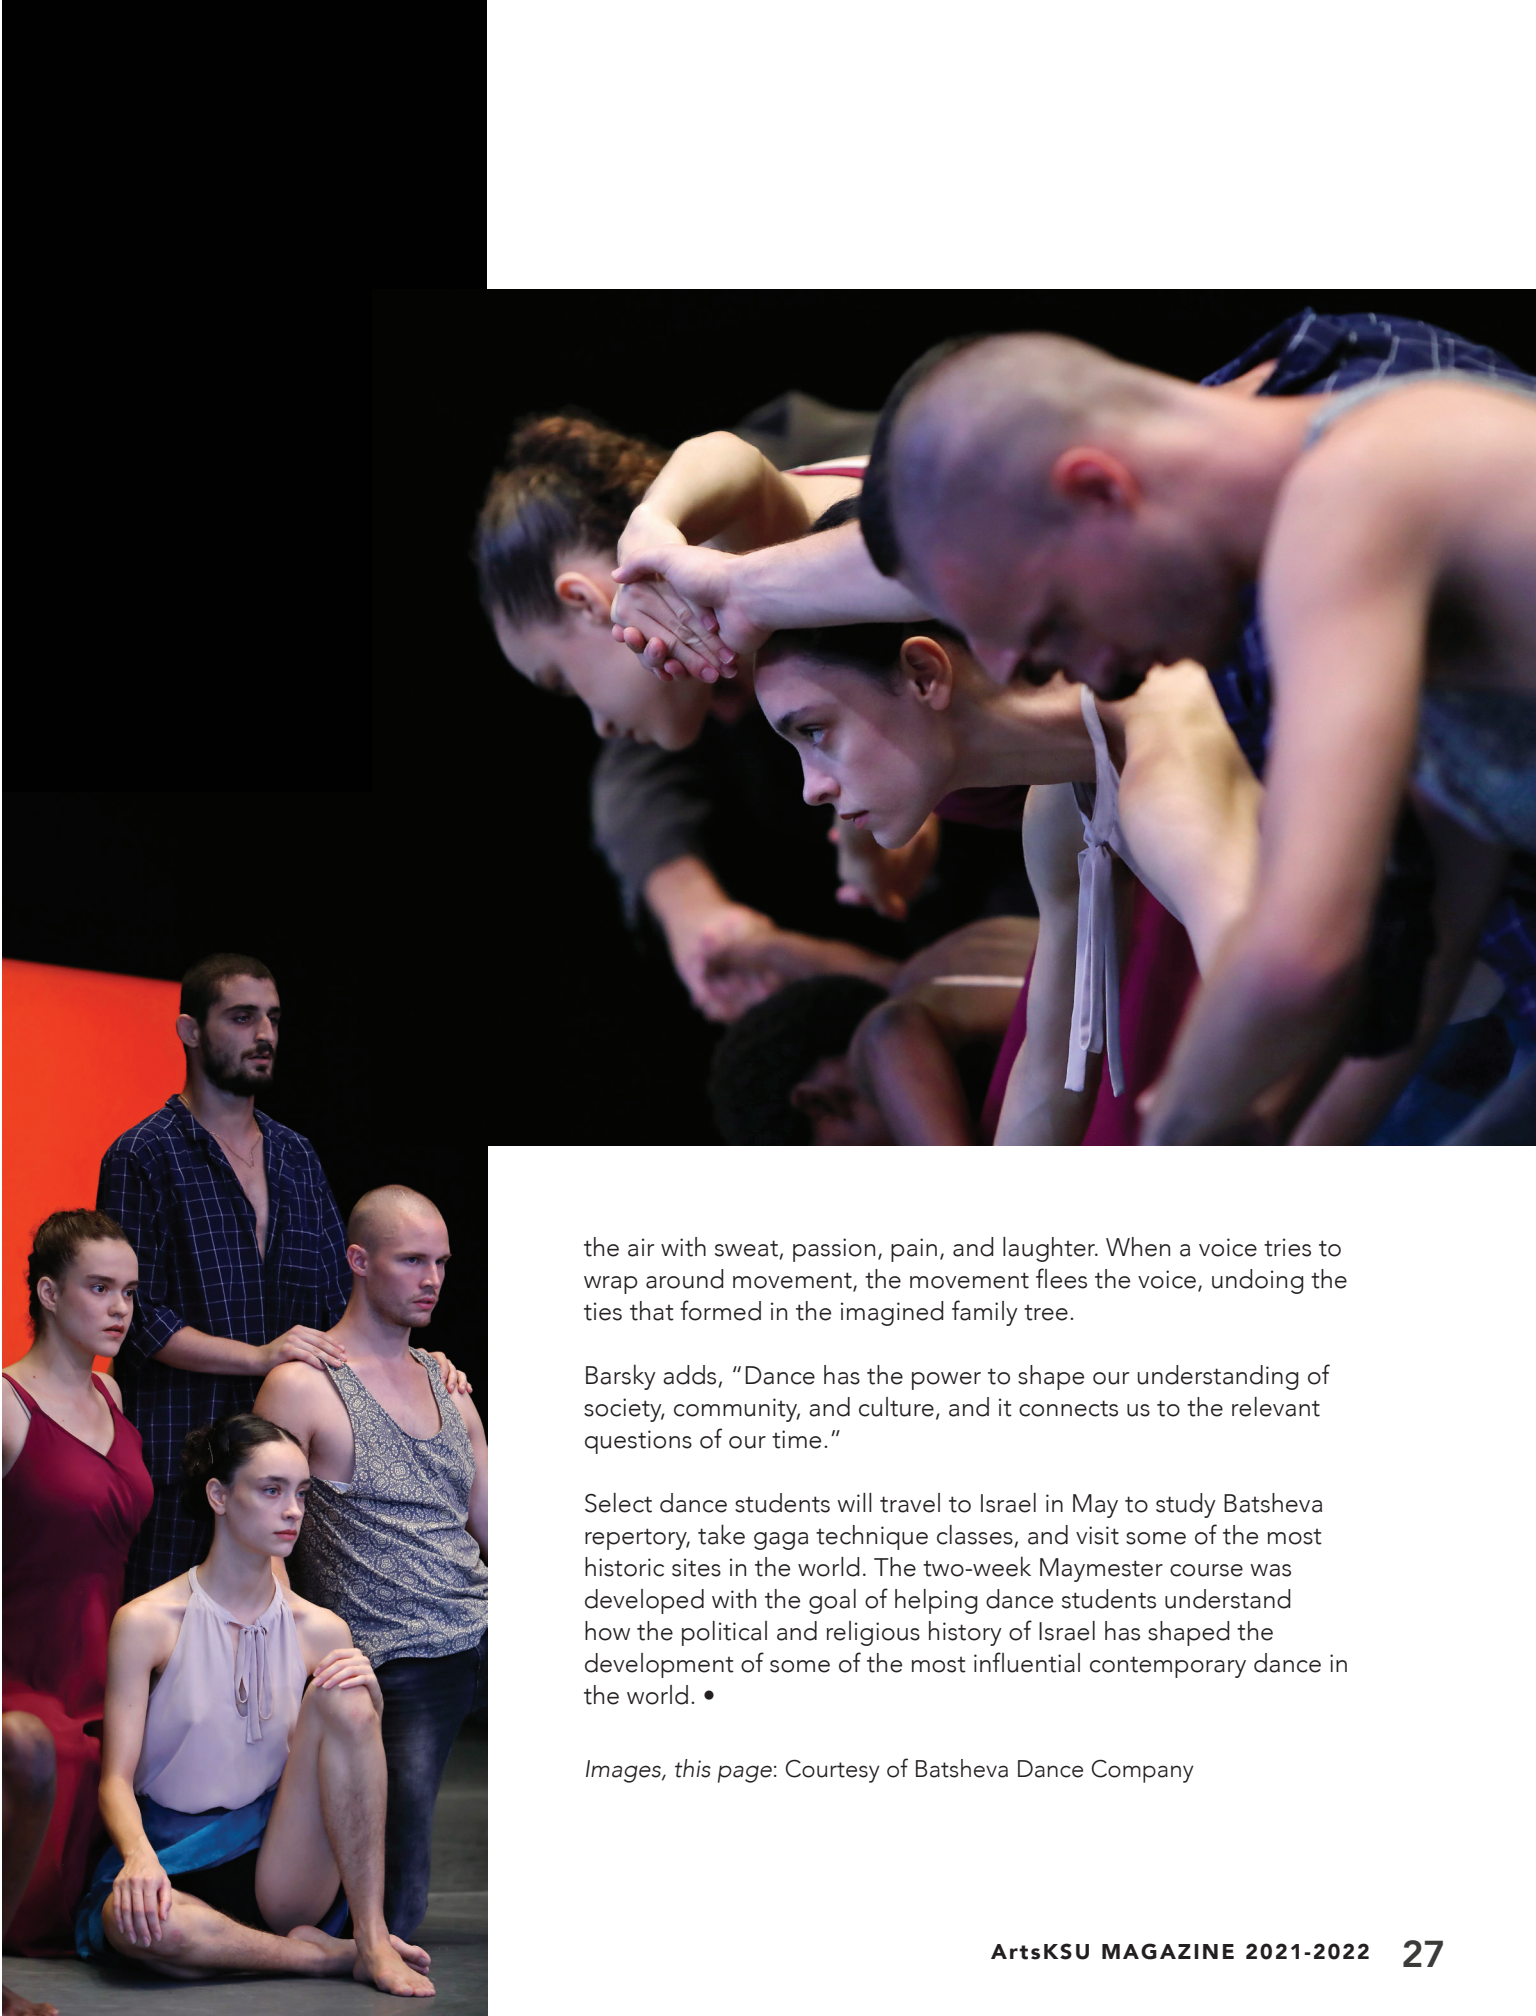 the air with sweat, passion, pain, and laughter. When a voice tries to
wrap around movement, the movement flees the voice, undoing the
ties that formed in the imagined family tree.
Barsky adds, “Dance has the power to shape our understanding of
society, community, and culture, and it connects us to the relevant
questions of our time.”
Select dance students will travel to Israel in May to study Batsheva
repertory, take gaga technique classes, and visit some of the most
historic sites in the world. The two-week Maymester course was
developed with the goal of helping dance students understand
how the political and religious history of Israel has shaped the
development of some of the most influential contemporary dance in
the world. •
Images, this page: Courtesy of Batsheva Dance Company
ArtsKSU MAGAZINE 2021-2022 27